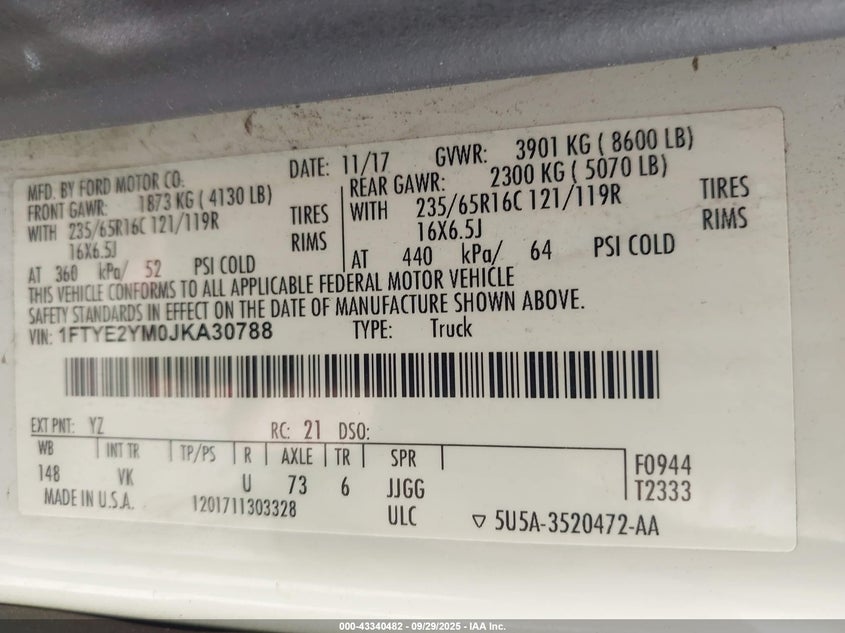 MFD. BY FORD MOTOR CO. DATE: 11/17 GVWR: 3901 KG ( 8600 LB)
FRONT GAWR: 1873 KG ( 4130 LB) REAR GAWR: 2300 KG ( 5070 LB)
WITH 235/65R16C 121/119R TIRES WITH 235/65R16C 121/119R TIRES
16X6.5J RIMS 16X6.5J RIMS
AT 360 kPa/ 52 PSI COLD AT 440 kPa/ 64 PSI COLD
THIS VEHICLE CONFORMS TO ALL APPLICABLE FEDERAL MOTOR VEHICLE
SAFETY STANDARDS IN EFFECT ON THE DATE OF MANUFACTURE SHOWN ABOVE.
VIN: 1FTYE2YM0JKA30788 TYPE: Truck
EXT PNT: YZ RC: 21 DSO:
WB INT TR TP/PS R AXLE TR SPR
148 VK U 73 6 JJGG F0944
T2333
MADE IN U.S.A. 1201711303328 ULC ▽ 5U5A-3520472-AA
000-43340482 - 09/29/2025 - IAA Inc.